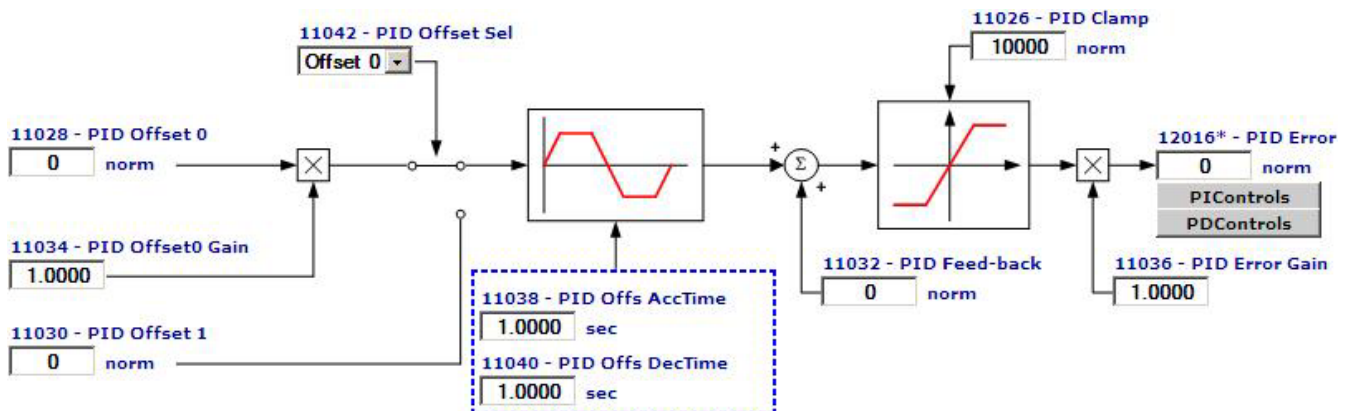 11026 - PID Clamp
10000 norm
11042 - PID Offset Sel
Offset 0
11028 - PID Offset 0
0 norm
12016* - PID Error
0 norm
PIControls
PDControls
+
Σ
+
11034 - PID Offset0 Gain
1.0000
11032 - PID Feed-back
0 norm
11036 - PID Error Gain
1.0000
11038 - PID Offs AccTime
1.0000 sec
11030 - PID Offset 1
0 norm
11040 - PID Offs DecTime
1.0000 sec